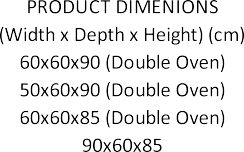 PRODUCT DIMENIONS
(Width x Depth x Height) (cm)
60x60x90 (Double Oven)
50x60x90 (Double Oven)
60x60x85 (Double Oven)
90x60x85